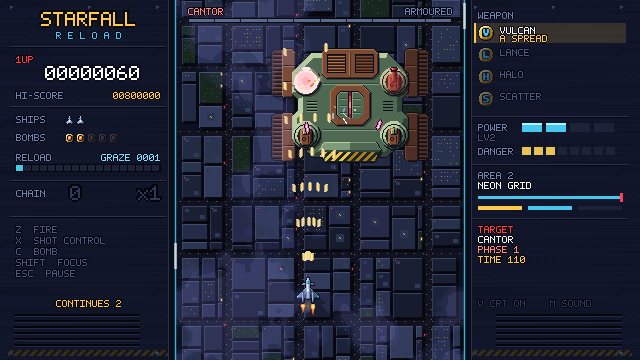 STARFALL
RELOAD
1UP
00000060
HI-SCORE 00800000
SHIPS
BOMBS
RELOAD GRAZE 0001
CHAIN 0 x1
Z FIRE
X SHOT CONTROL
C BOMB
SHIFT FOCUS
ESC PAUSE
CONTINUES 2
CANTOR ARMOURED
WEAPON
V VULCAN
A SPREAD
L LANCE
H HALO
S SCATTER
POWER
LV2
DANGER
AREA 2
NEON GRID
TARGET
CANTOR
PHASE 1
TIME 110
V CRT ON M SOUND